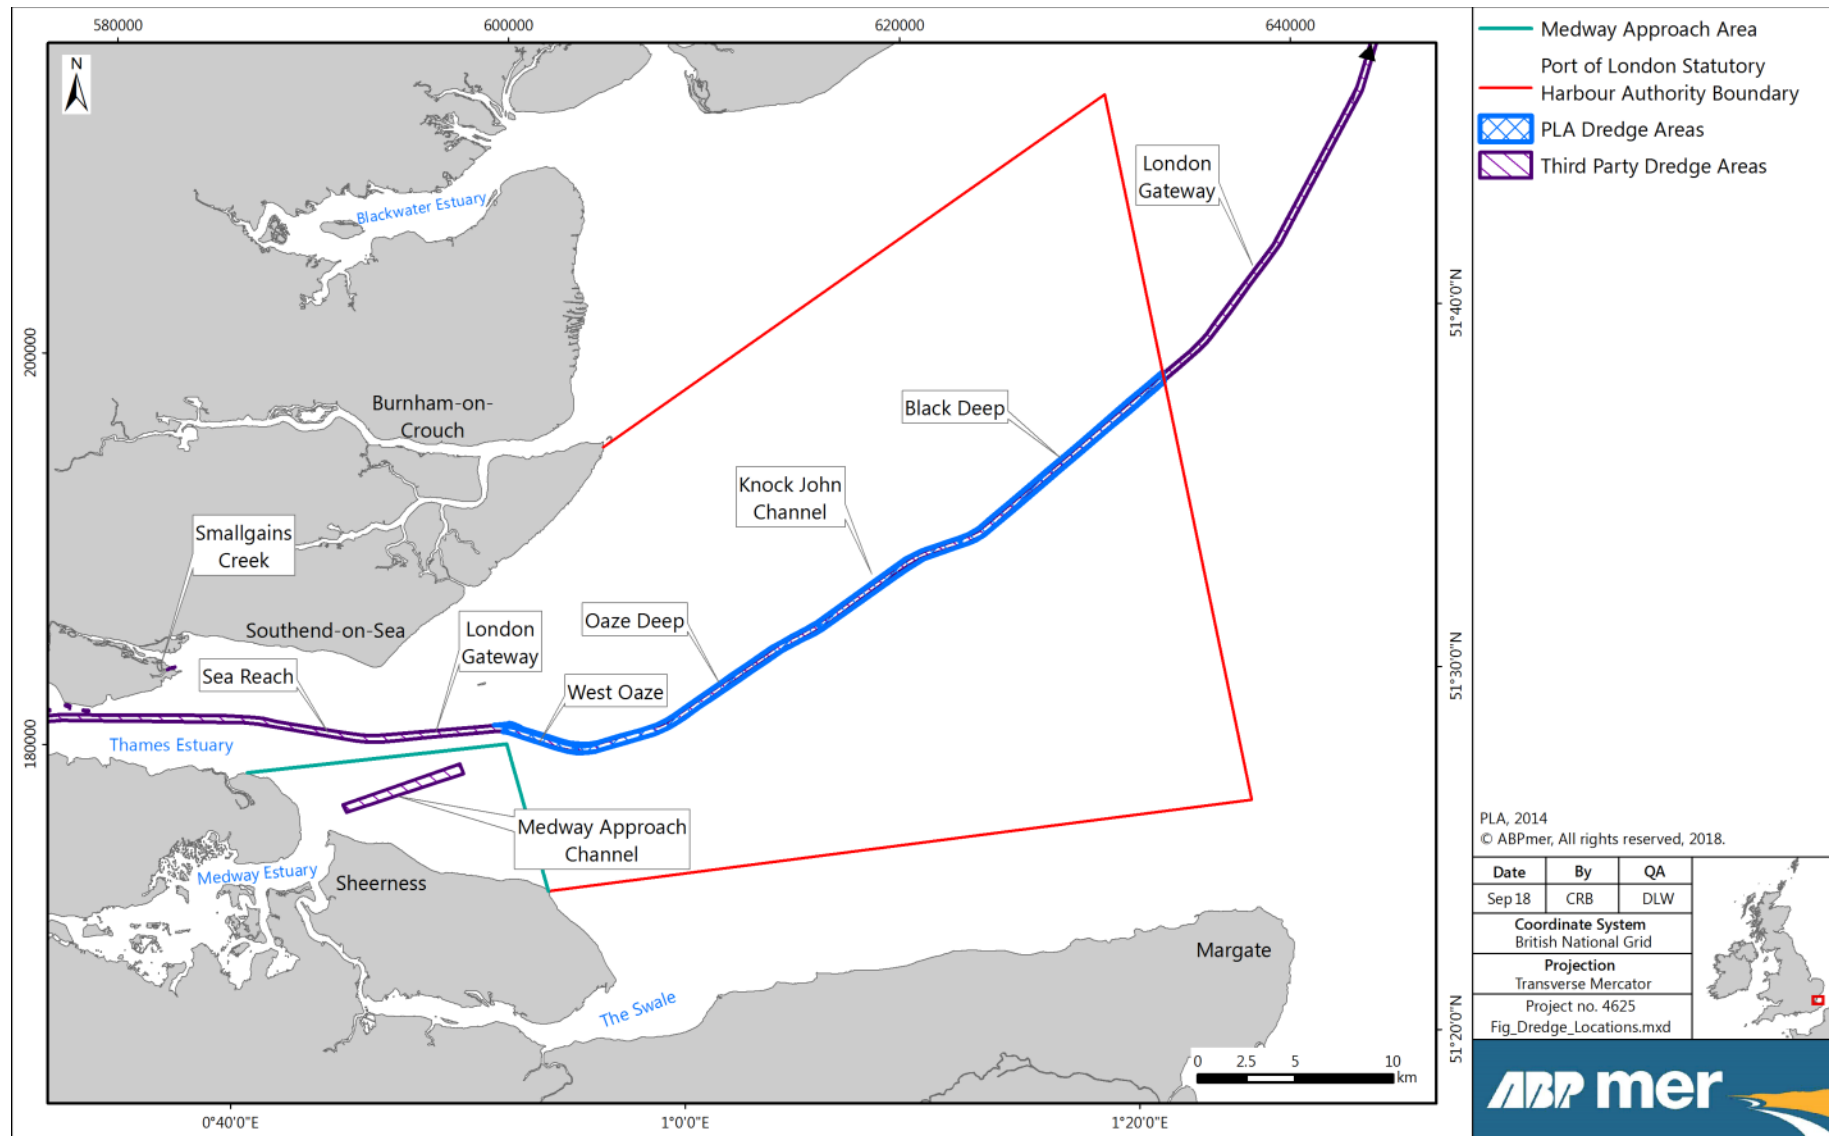 580000
600000
620000
640000
N
Blackwater Estuary
London
Gateway
51°40'0"N
200000
Burnham-on-
Crouch
Black Deep
Knock John
Channel
Smallgains
Creek
Southend-on-Sea
London
Gateway
Oaze Deep
51°30'0"N
Sea Reach
West Oaze
180000
Thames Estuary
Medway Approach
Channel
Medway Estuary
Sheerness
Margate
The Swale
51°20'0"N
0 2.5 5 10
km
0°40'0"E
1°0'0"E
1°20'0"E
Medway Approach Area
Port of London Statutory
Harbour Authority Boundary
PLA Dredge Areas
Third Party Dredge Areas
PLA, 2014
© ABPmer, All rights reserved, 2018.
Date By QA
Sep 18 CRB DLW
Coordinate System
British National Grid
Projection
Transverse Mercator
Project no. 4625
Fig_Dredge_Locations.mxd
ABP mer